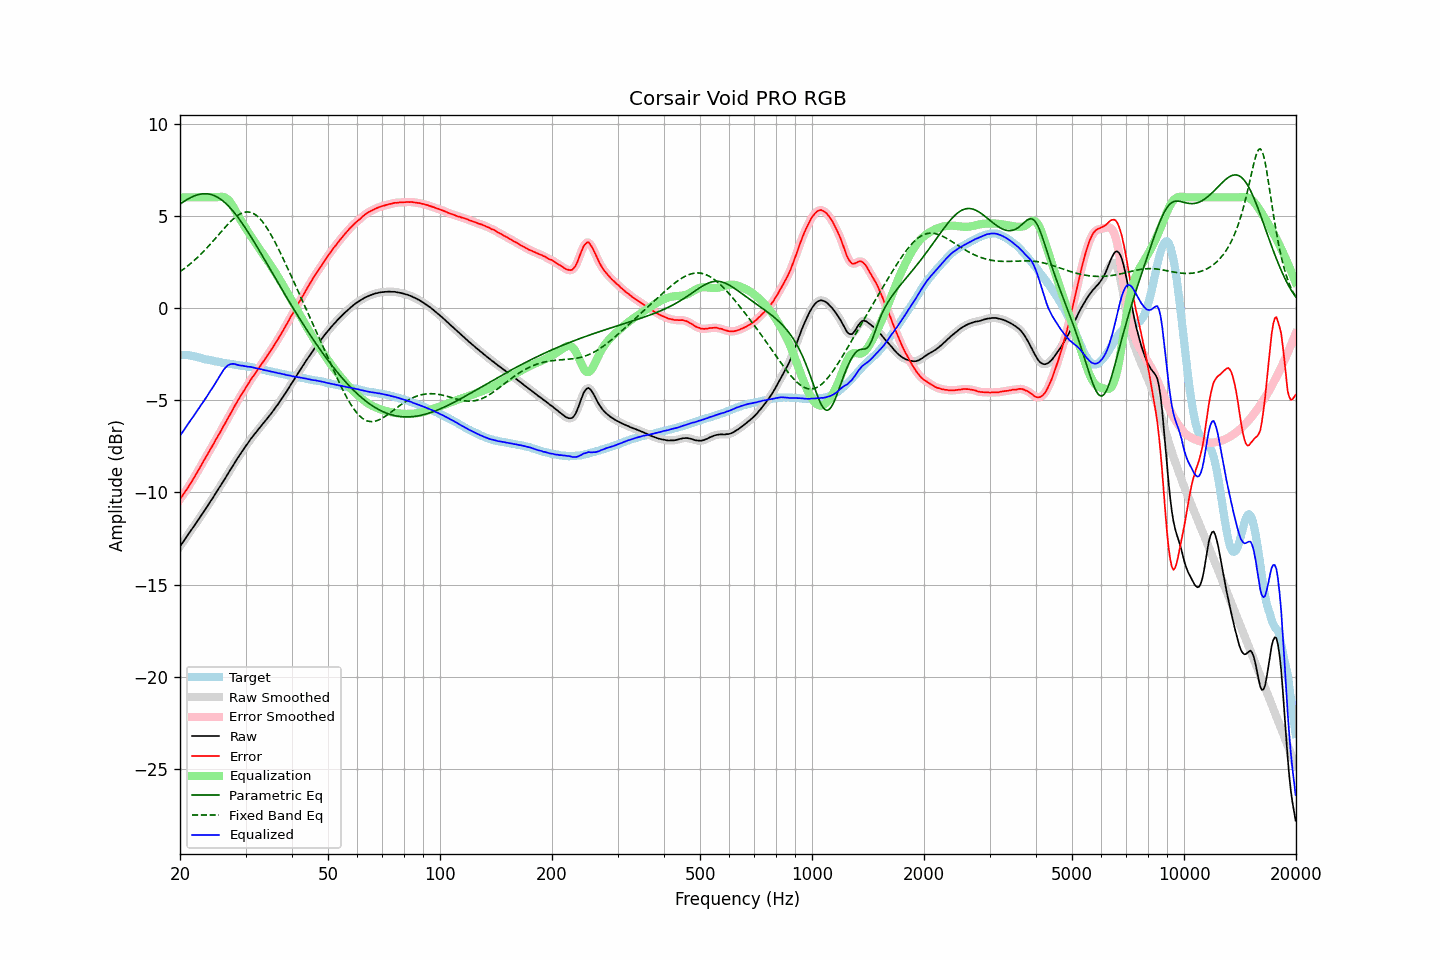 Corsair Void PRO RGB
Amplitude (dBr)
10
5
0
−5
−10
−15
−20
−25
Target
Raw Smoothed
Error Smoothed
Raw
Error
Equalization
Parametric Eq
Fixed Band Eq
Equalized
20
50
100
200
500
1000
2000
5000
10000
20000
Frequency (Hz)